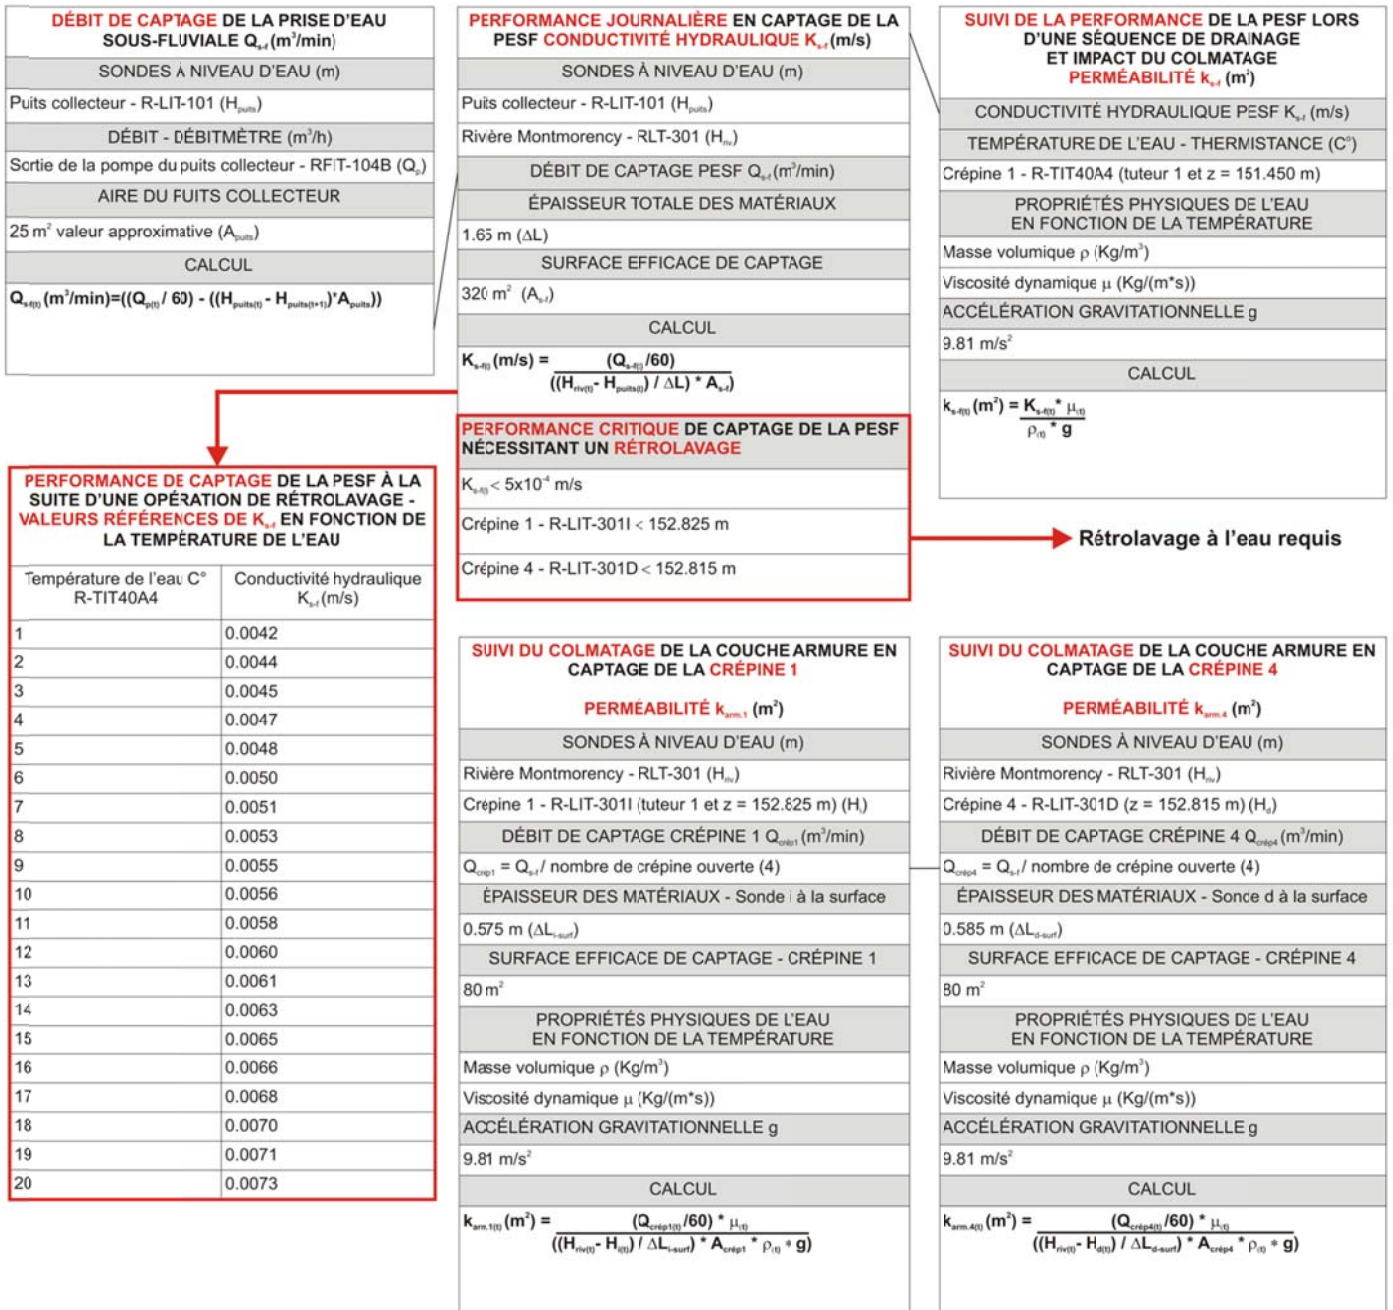 DÉBIT DE CAPTAGE DE LA PRISE D'EAU
SOUS-FLUVIALE Qs-f (m³/min)
SONDES À NIVEAU D'EAU (m)
Puits collecteur - R-LIT-101 (Hpuits)
DÉBIT - DÉBITMÈTRE (m³/h)
Sortie de la pompe du puits collecteur - RFIT-104B (Qp)
AIRE DU PUITS COLLECTEUR
25 m² valeur approximative (Apuits)
CALCUL
Qs-f(t) (m³/min)=((Qp(t) / 60) - ((Hpuits(t) - Hpuits(t+1))*Apuits))
PERFORMANCE JOURNALIÈRE EN CAPTAGE DE LA
PESF CONDUCTIVITÉ HYDRAULIQUE Ks-f (m/s)
SONDES À NIVEAU D'EAU (m)
Puits collecteur - R-LIT-101 (Hpuits)
Rivière Montmorency - RLT-301 (Hriv)
DÉBIT DE CAPTAGE PESF Qs-f (m³/min)
ÉPAISSEUR TOTALE DES MATÉRIAUX
1.65 m (ΔL)
SURFACE EFFICACE DE CAPTAGE
320 m² (As-f)
CALCUL
Ks-f(t) (m/s) = (Qs-f(t) /60)
((Hriv(t) - Hpuits(t)) / ΔL) * As-f)
PERFORMANCE CRITIQUE DE CAPTAGE DE LA PESF
NÉCESSITANT UN RÉTROLAVAGE
Ks-f(t) < 5x10⁻⁴ m/s
Crépine 1 - R-LIT-301I < 152.825 m
Crépine 4 - R-LIT-301D < 152.815 m
SUIVI DE LA PERFORMANCE DE LA PESF LORS
D'UNE SÉQUENCE DE DRAINAGE
ET IMPACT DU COLMATAGE
PERMÉABILITÉ ks-f (m²)
CONDUCTIVITÉ HYDRAULIQUE PESF Ks-f (m/s)
TEMPÉRATURE DE L'EAU - THERMISTANCE (C°)
Crépine 1 - R-TIT40A4 (tuteur 1 et z = 151.450 m)
PROPRIÉTÉS PHYSIQUES DE L'EAU
EN FONCTION DE LA TEMPÉRATURE
Masse volumique ρ (Kg/m³)
Viscosité dynamique μ (Kg/(m*s))
ACCÉLÉRATION GRAVITATIONNELLE g
9.81 m/s²
CALCUL
ks-f(t) (m²) = Ks-f(t) * μ(t)
ρ(t) * g
Rétrolavage à l'eau requis
PERFORMANCE DE CAPTAGE DE LA PESF À LA
SUITE D'UNE OPÉRATION DE RÉTROLAVAGE -
VALEURS RÉFÉRENCES DE Ks-f EN FONCTION DE
LA TEMPÉRATURE DE L'EAU
Température de l'eau C° Conductivité hydraulique
R-TIT40A4 Ks-f (m/s)
1 0.0042
2 0.0044
3 0.0045
4 0.0047
5 0.0048
6 0.0050
7 0.0051
8 0.0053
9 0.0055
10 0.0056
11 0.0058
12 0.0060
13 0.0061
14 0.0063
15 0.0065
16 0.0066
17 0.0068
18 0.0070
19 0.0071
20 0.0073
SUIVI DU COLMATAGE DE LA COUCHE ARMURE EN
CAPTAGE DE LA CRÉPINE 1
PERMÉABILITÉ karm.1 (m²)
SONDES À NIVEAU D'EAU (m)
Rivière Montmorency - RLT-301 (Hriv)
Crépine 1 - R-LIT-301I (tuteur 1 et z = 152.825 m) (Hi)
DÉBIT DE CAPTAGE CRÉPINE 1 Qcrép1 (m³/min)
Qcrép1 = Qs-f / nombre de crépine ouverte (4)
ÉPAISSEUR DES MATÉRIAUX - Sonde i à la surface
0.575 m (ΔLi-surf)
SURFACE EFFICACE DE CAPTAGE - CRÉPINE 1
80 m²
PROPRIÉTÉS PHYSIQUES DE L'EAU
EN FONCTION DE LA TEMPÉRATURE
Masse volumique ρ (Kg/m³)
Viscosité dynamique μ (Kg/(m*s))
ACCÉLÉRATION GRAVITATIONNELLE g
9.81 m/s²
CALCUL
karm.1(t) (m²) = (Qcrép1(t) /60) * μ(t)
((Hriv(t) - Hi(t)) / ΔLi-surf) * Acrép1 * ρ(t) * g)
SUIVI DU COLMATAGE DE LA COUCHE ARMURE EN
CAPTAGE DE LA CRÉPINE 4
PERMÉABILITÉ karm.4 (m²)
SONDES À NIVEAU D'EAU (m)
Rivière Montmorency - RLT-301 (Hriv)
Crépine 4 - R-LIT-301D (z = 152.815 m) (Hd)
DÉBIT DE CAPTAGE CRÉPINE 4 Qcrép4 (m³/min)
Qcrép4 = Qs-f / nombre de crépine ouverte (4)
ÉPAISSEUR DES MATÉRIAUX - Sonde d à la surface
0.585 m (ΔLd-surf)
SURFACE EFFICACE DE CAPTAGE - CRÉPINE 4
80 m²
PROPRIÉTÉS PHYSIQUES DE L'EAU
EN FONCTION DE LA TEMPÉRATURE
Masse volumique ρ (Kg/m³)
Viscosité dynamique μ (Kg/(m*s))
ACCÉLÉRATION GRAVITATIONNELLE g
9.81 m/s²
CALCUL
karm.4(t) (m²) = (Qcrép4(t) /60) * μ(t)
((Hriv(t) - Hd(t)) / ΔLd-surf) * Acrép4 * ρ(t) * g)